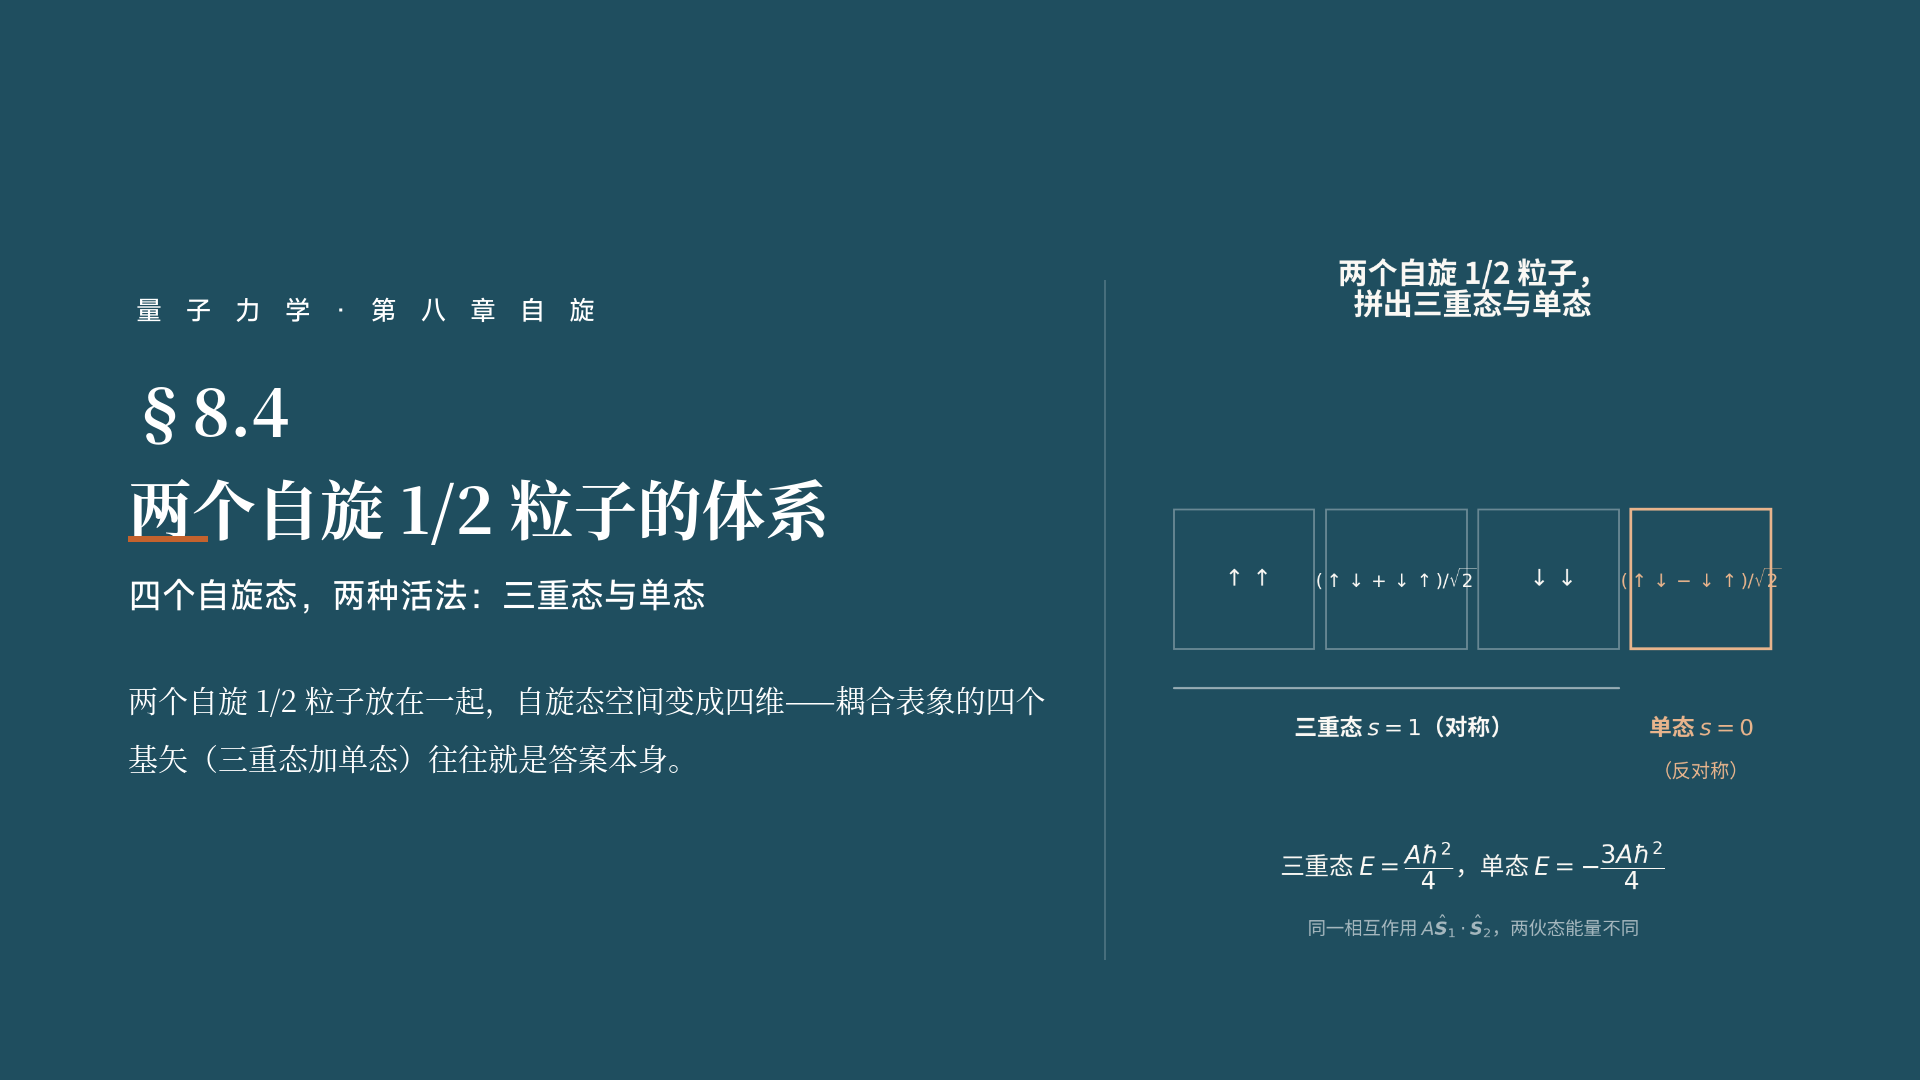 量子力学·第八章自旋
§8.4
两个自旋 1/2 粒子的体系
四个自旋态，两种活法：三重态与单态
两个自旋 1/2 粒子放在一起，自旋态空间变成四维——耦合表象的四个
基矢（三重态加单态）往往就是答案本身。
两个自旋 1/2 粒子，
拼出三重态与单态
↑ ↑
(↑ ↓ + ↓ ↑)/√2
↓ ↓
(↑ ↓ − ↓ ↑)/√2
三重态 s = 1（对称）
单态 s = 0
（反对称）
三重态 E = Aħ²/4，单态 E = −3Aħ²/4
同一相互作用 AŜ₁ · Ŝ₂，两伙态能量不同